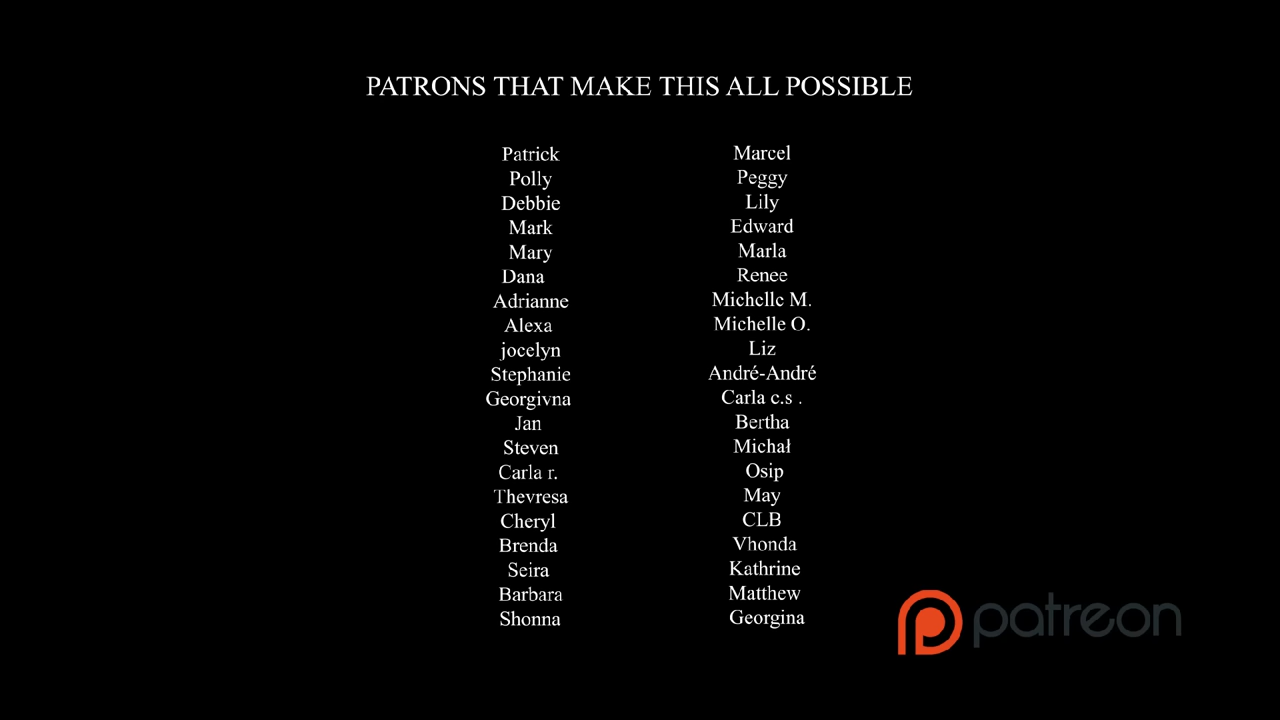 PATRONS THAT MAKE THIS ALL POSSIBLE
Patrick
Polly
Debbie
Mark
Mary
Dana
Adrianne
Alexa
jocelyn
Stephanie
Georgivna
Jan
Steven
Carla r.
Thevresa
Cheryl
Brenda
Seira
Barbara
Shonna
Marcel
Peggy
Lily
Edward
Marla
Renee
Michelle M.
Michelle O.
Liz
André-André
Carla c.s .
Bertha
Michał
Osip
May
CLB
Vhonda
Kathrine
Matthew
Georgina
patreon